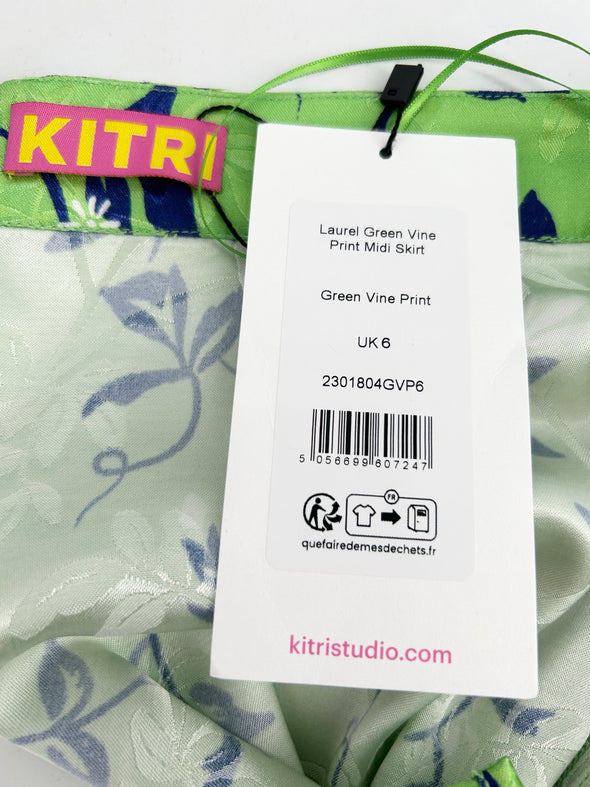 KITRI
Laurel Green Vine
Print Midi Skirt
Green Vine Print
UK 6
2301804GVP6
5 056699 607247
FR
quefairedemesdechets.fr
kitristudio.com